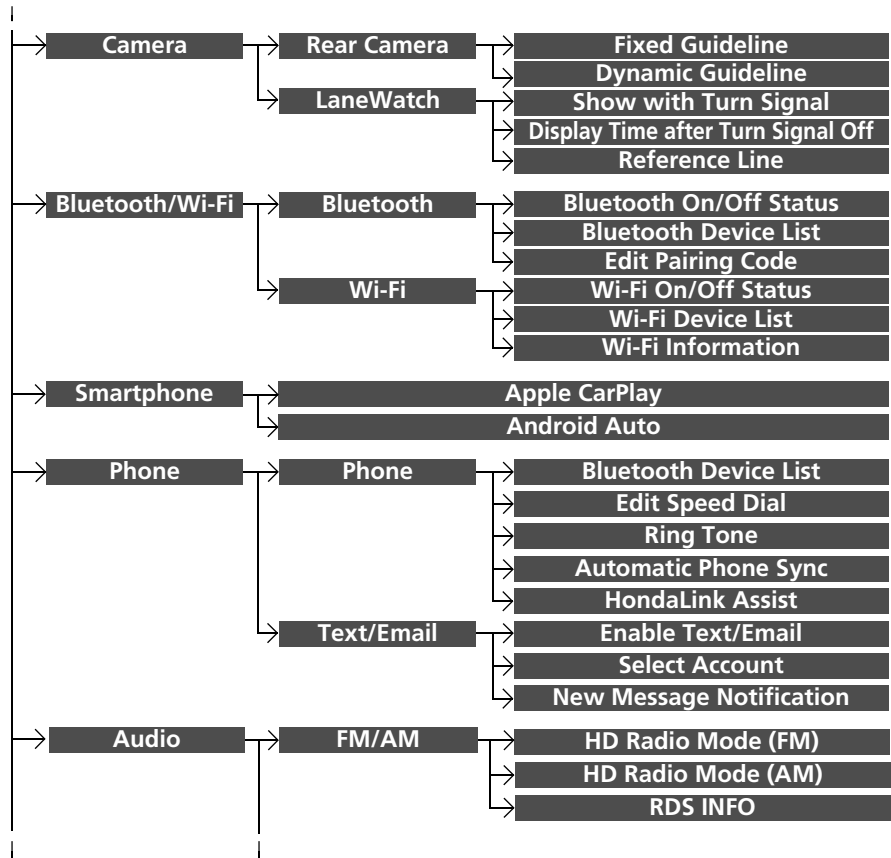 Camera
Rear Camera
Fixed Guideline
Dynamic Guideline
LaneWatch
Show with Turn Signal
Display Time after Turn Signal Off
Reference Line
Bluetooth/Wi-Fi
Bluetooth
Bluetooth On/Off Status
Bluetooth Device List
Edit Pairing Code
Wi-Fi
Wi-Fi On/Off Status
Wi-Fi Device List
Wi-Fi Information
Smartphone
Apple CarPlay
Android Auto
Phone
Phone
Bluetooth Device List
Edit Speed Dial
Ring Tone
Automatic Phone Sync
HondaLink Assist
Text/Email
Enable Text/Email
Select Account
New Message Notification
Audio
FM/AM
HD Radio Mode (FM)
HD Radio Mode (AM)
RDS INFO